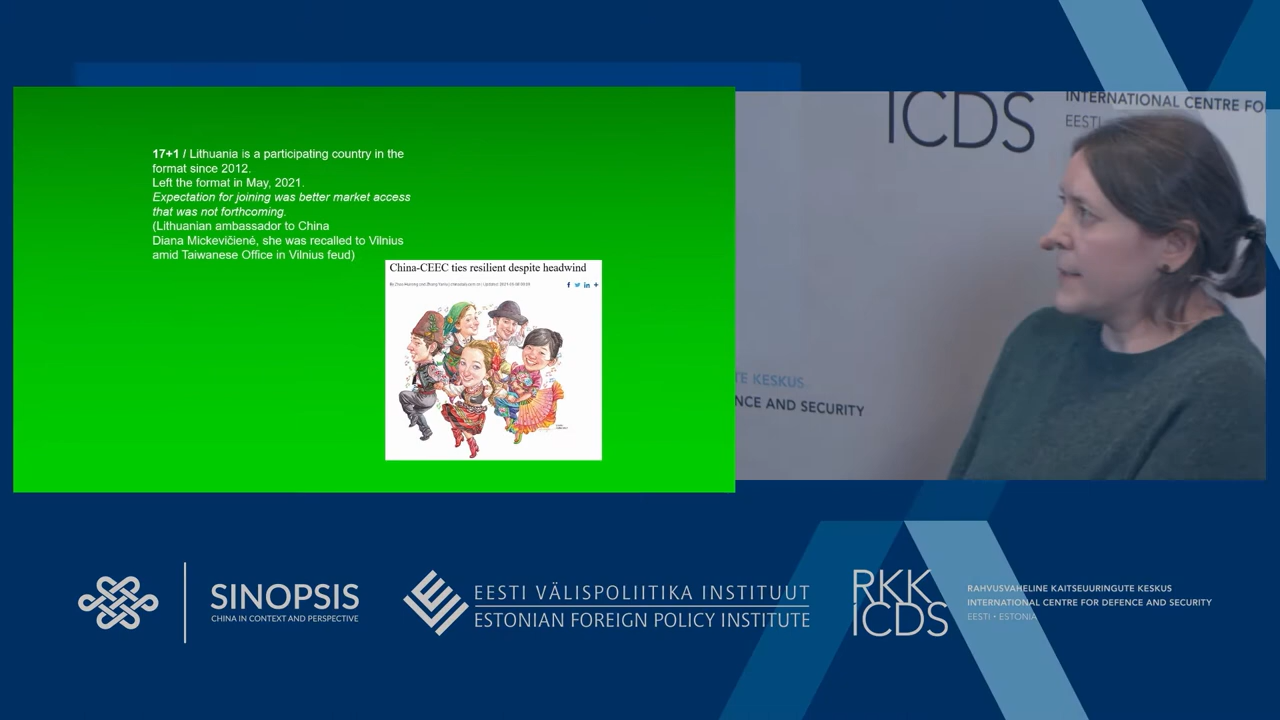 17+1 / Lithuania is a participating country in the
format since 2012.
Left the format in May, 2021.
Expectation for joining was better market access
that was not forthcoming.
(Lithuanian ambassador to China
Diana Mickevičienė, she was recalled to Vilnius
amid Taiwanese Office in Vilnius feud)
China-CEEC ties resilient despite headwind
ICDS
INTERNATIONAL CENTRE FO
EESTI
TE KESKUS
NCE AND SECURITY
SINOPSIS
CHINA IN CONTEXT AND PERSPECTIVE
EESTI VÄLISPOLIITIKA INSTITUUT
ESTONIAN FOREIGN POLICY INSTITUTE
RKK
ICDS
RAHVUSVAHELINE KAITSEUURINGUTE KESKUS
INTERNATIONAL CENTRE FOR DEFENCE AND SECURITY
EESTI • ESTONIA